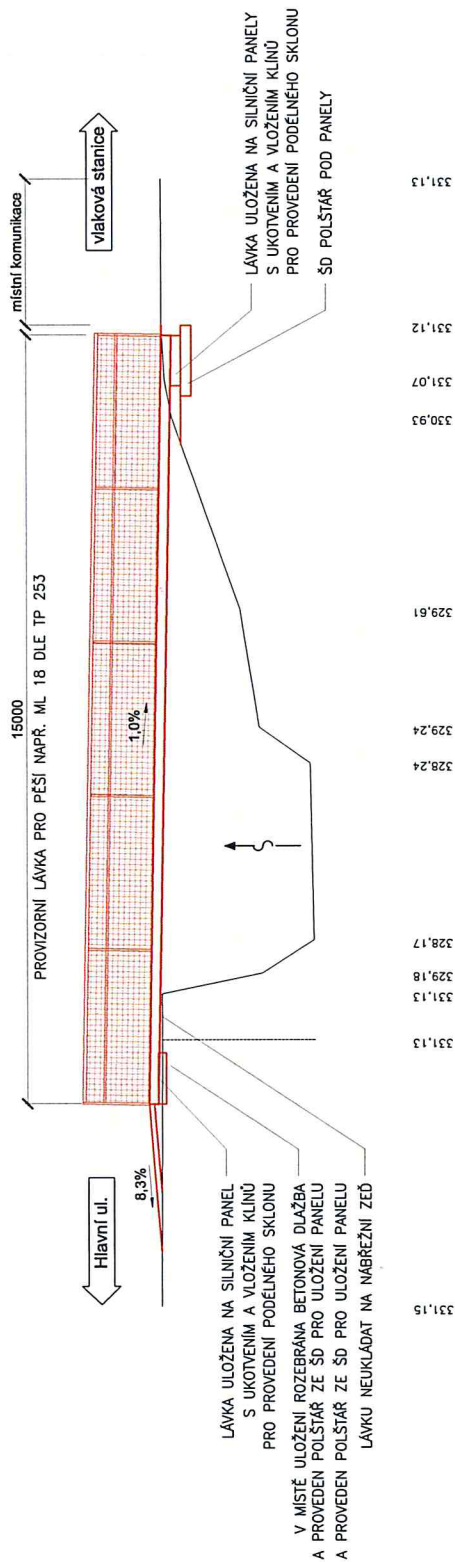 15000
PROVIZORNÍ LÁVKA PRO PĚŠÍ NAPŘ. ML 18 DLE TP 253
místní komunikace
Hlavní ul.
vlaková stanice
8,3%
1,0%
LÁVKA ULOŽENA NA SILNIČNÍ PANEL
S UKOTVENÍM A VLOŽENÍM KLÍNŮ
PRO PROVEDENÍ PODÉLNÉHO SKLONU
V MÍSTĚ ULOŽENÍ ROZEBRÁNA BETONOVÁ DLAŽBA
A PROVEDEN POLŠTÁŘ ZE ŠD PRO ULOŽENÍ PANELU
A PROVEDEN POLŠTÁŘ ZE ŠD PRO ULOŽENÍ PANELU
LÁVKU NEUKLÁDAT NA NÁBŘEŽNI ZEĎ
LÁVKA ULOŽENA NA SILNIČNÍ PANELY
S UKOTVENÍM A VLOŽENÍM KLÍNŮ
PRO PROVEDENÍ PODÉLNÉHO SKLONU
ŠD POLŠTÁŘ POD PANELY
331,15
331,13
331,13
329,18
328,17
328,24
329,24
329,61
330,93
331,07
331,12
331,13